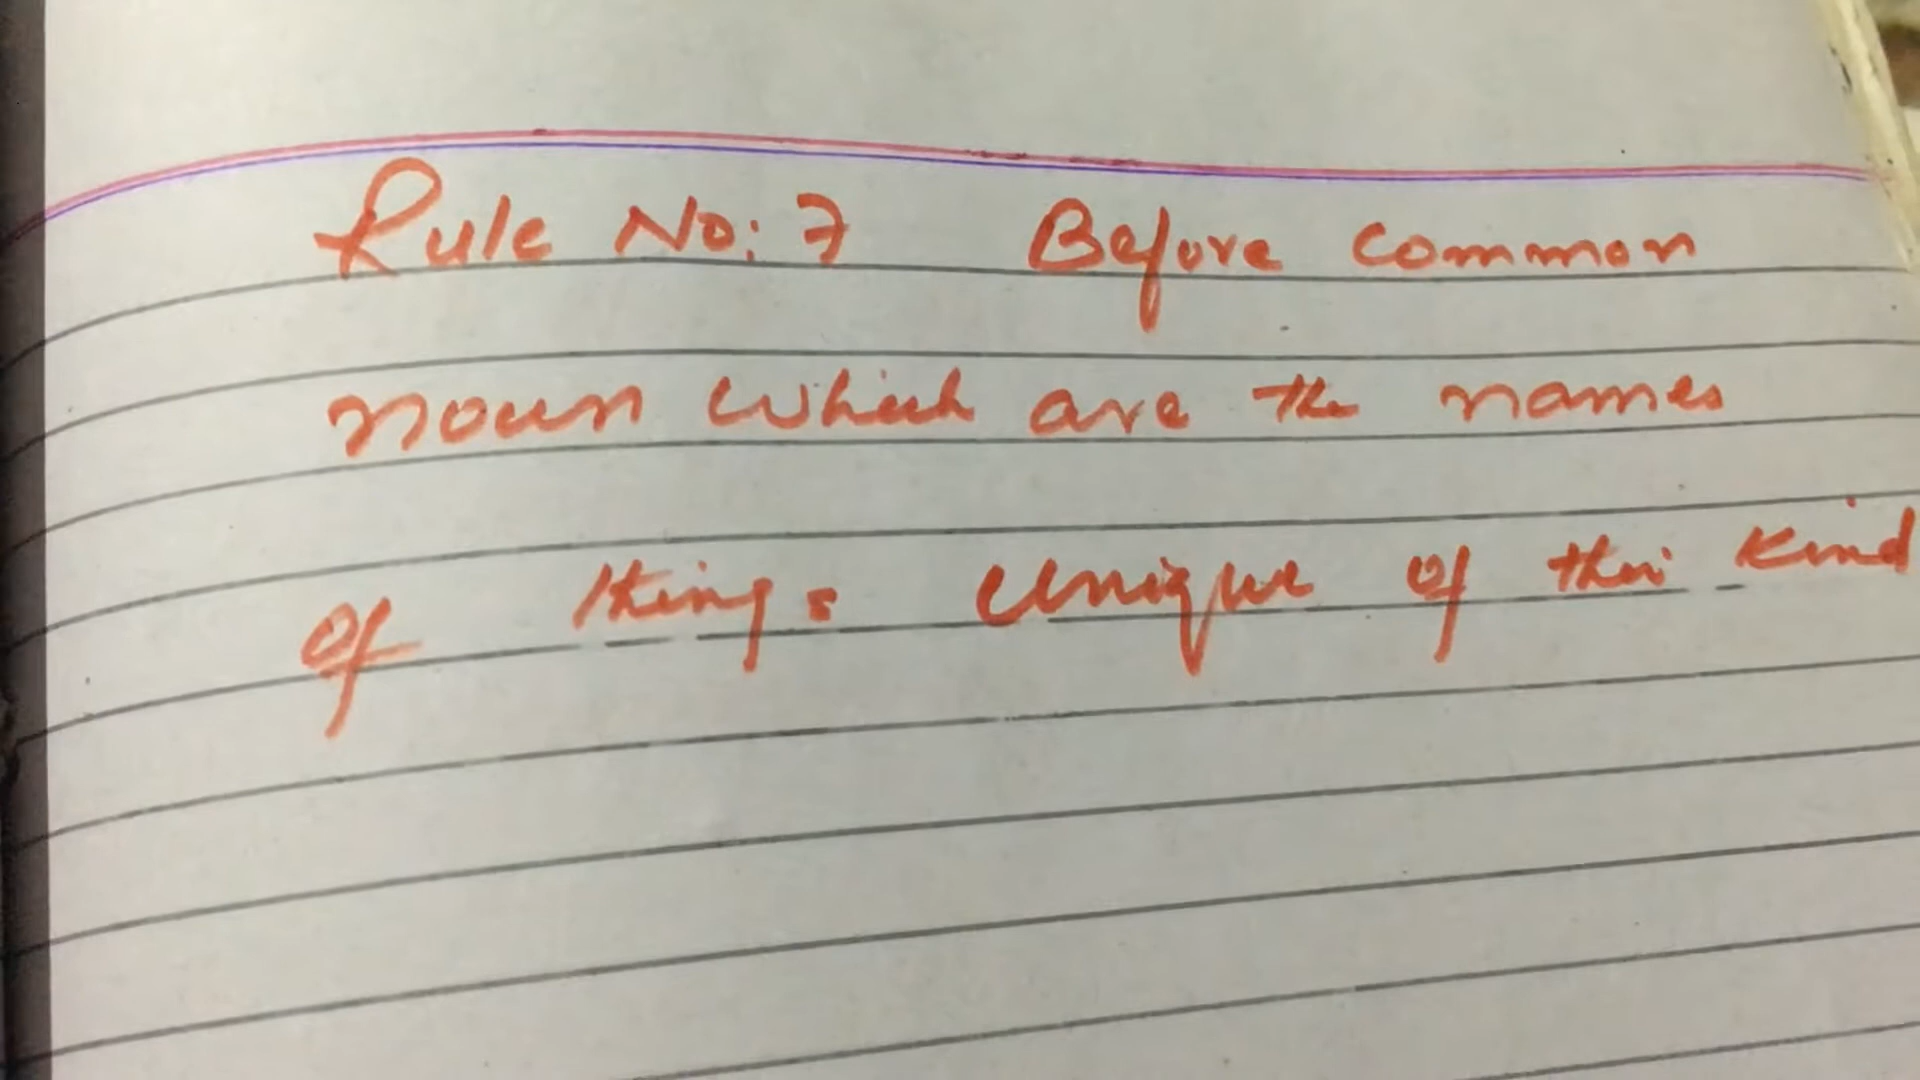 Rule No: 7 Before common
noun which are the names
of things unique of their kind